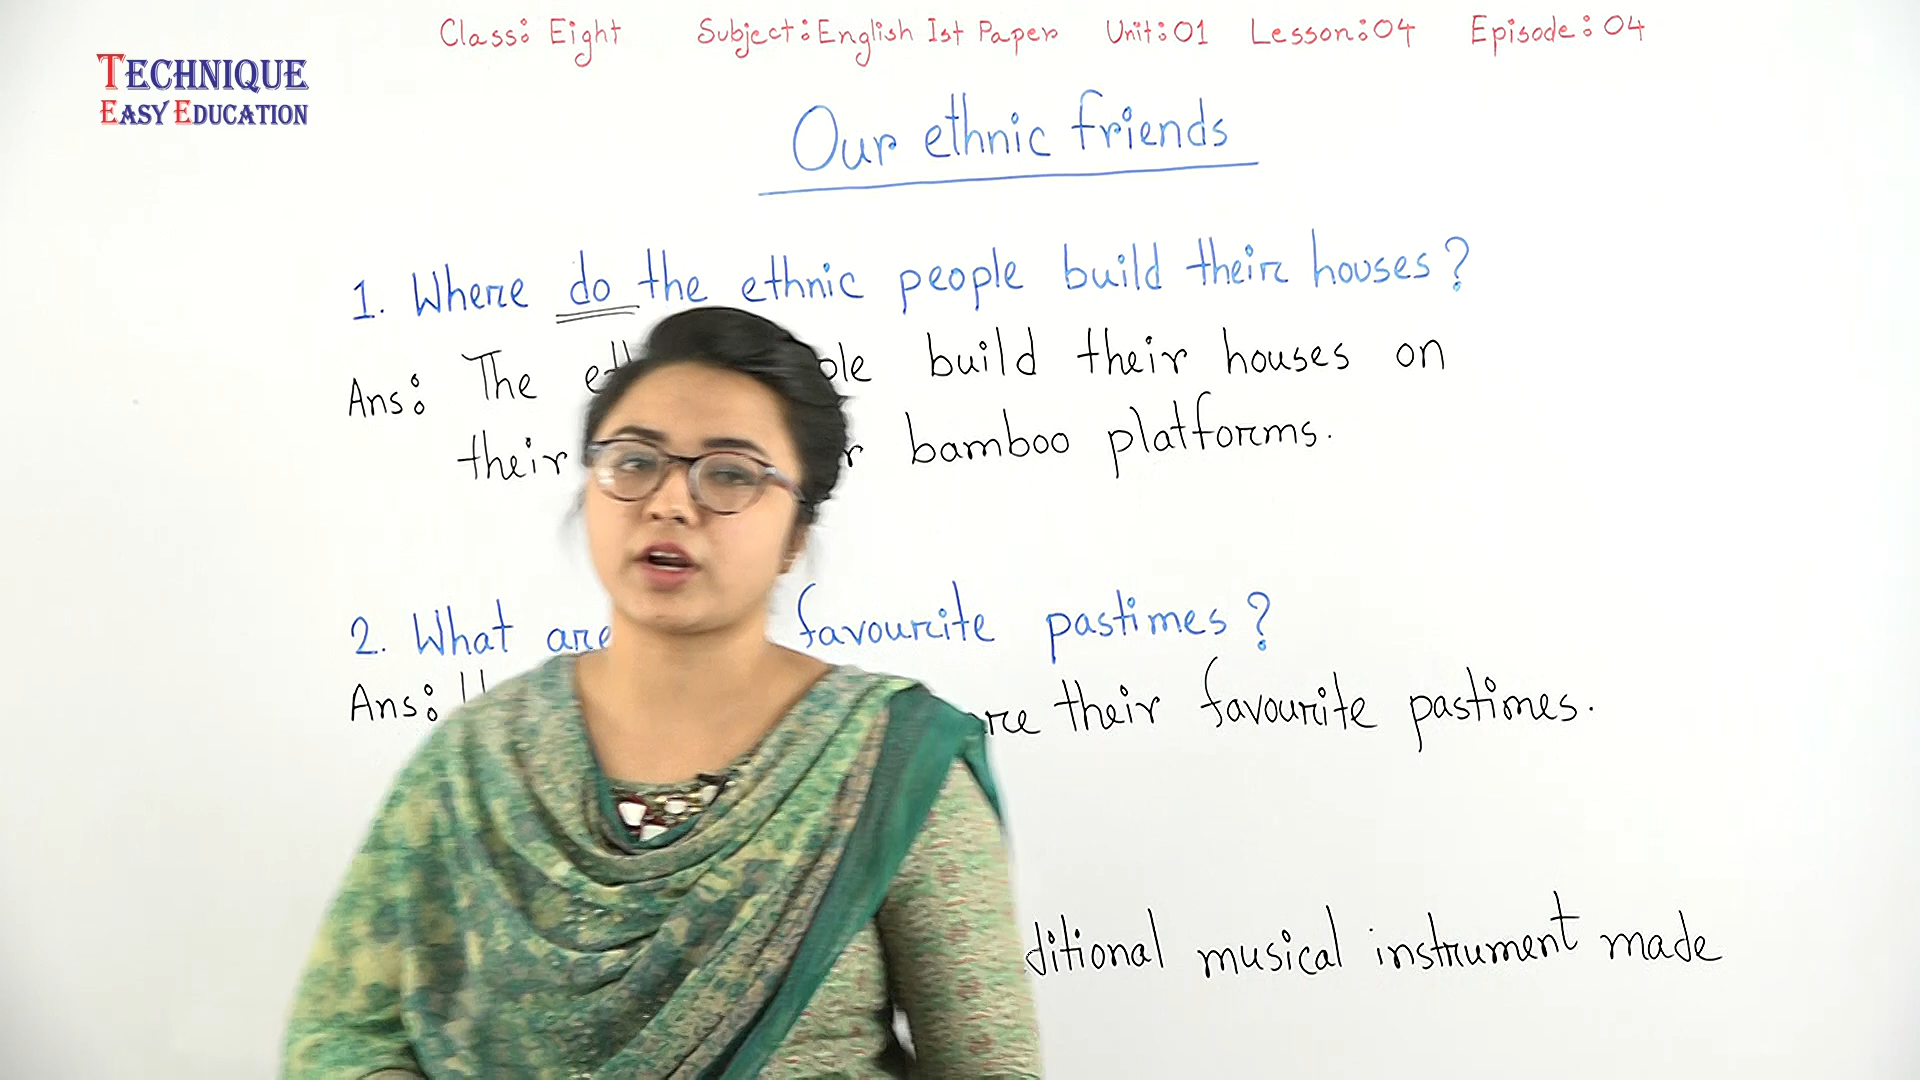 Class: Eight Subject: English 1st Paper Unit: 01 Lesson: 04 Episode: 04
TECHNIQUE
EASY EDUCATION
Our ethnic friends
1. Where do the ethnic people build their houses?
Ans: The build their houses on
their bamboo platforms.
2. What are favourite pastimes?
Ans: are their favourite pastimes.
musical instrument made